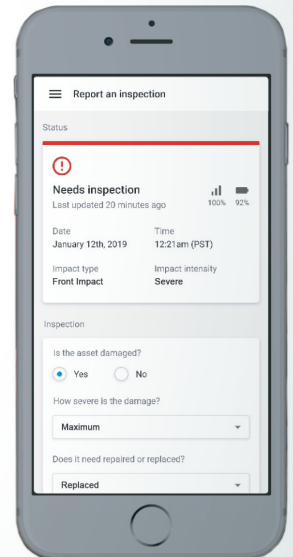 Report an inspection
Status
Needs inspection
Last updated 20 minutes ago
100% 92%
Date Time
January 12th, 2019 12:21am (PST)
Impact type Impact intensity
Front Impact Severe
Inspection
Is the asset damaged?
Yes No
How severe is the damage?
Maximum
Does it need repaired or replaced?
Replaced